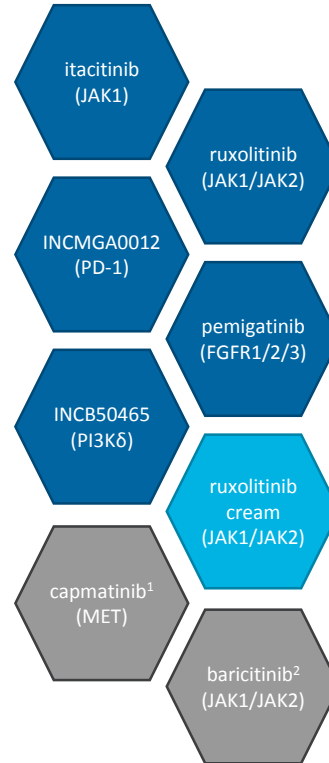 itacitinib
(JAK1)
ruxolitinib
(JAK1/JAK2)
INCMGA0012
(PD-1)
pemigatinib
(FGFR1/2/3)
INCB50465
(PI3Kδ)
ruxolitinib
cream
(JAK1/JAK2)
capmatinib¹
(MET)
baricitinib²
(JAK1/JAK2)